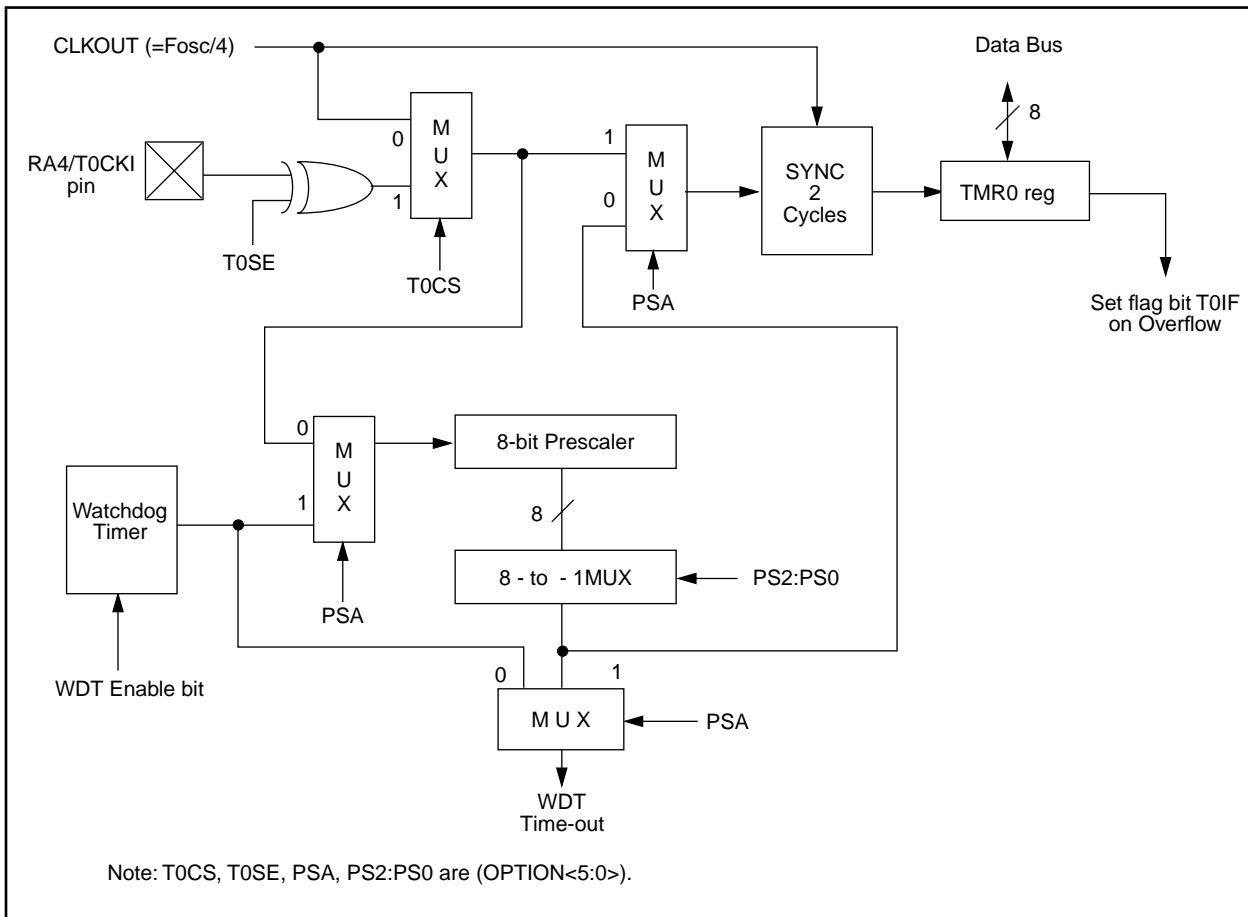 CLKOUT (=Fosc/4)
Data Bus
8
RA4/T0CKI
pin
0
1
M
U
X
T0SE
T0CS
1
0
M
U
X
PSA
SYNC
2
Cycles
TMR0 reg
Set flag bit T0IF
on Overflow
0
1
M
U
X
PSA
8-bit Prescaler
8
Watchdog
Timer
8 - to - 1MUX
PS2:PS0
WDT Enable bit
0
1
M U X
PSA
WDT
Time-out
Note: T0CS, T0SE, PSA, PS2:PS0 are (OPTION<5:0>).